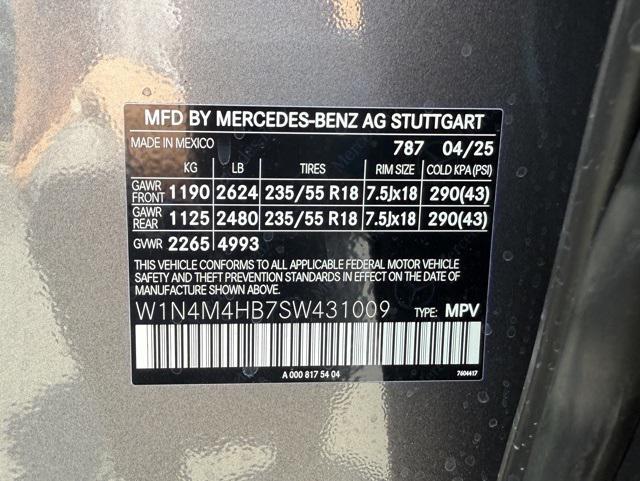 MFD BY MERCEDES-BENZ AG STUTTGART
MADE IN MEXICO 787 04/25
KG LB TIRES RIM SIZE COLD KPA (PSI)
GAWR FRONT 1190 2624 235/55 R18 7.5Jx18 290(43)
GAWR REAR 1125 2480 235/55 R18 7.5Jx18 290(43)
GVWR 2265 4993
THIS VEHICLE CONFORMS TO ALL APPLICABLE FEDERAL MOTOR VEHICLE
SAFETY AND THEFT PREVENTION STANDARDS IN EFFECT ON THE DATE
OF MANUFACTURE SHOWN ABOVE.
W1N4M4HB7SW431009 TYPE: MPV
A 000 817 54 04 7604417